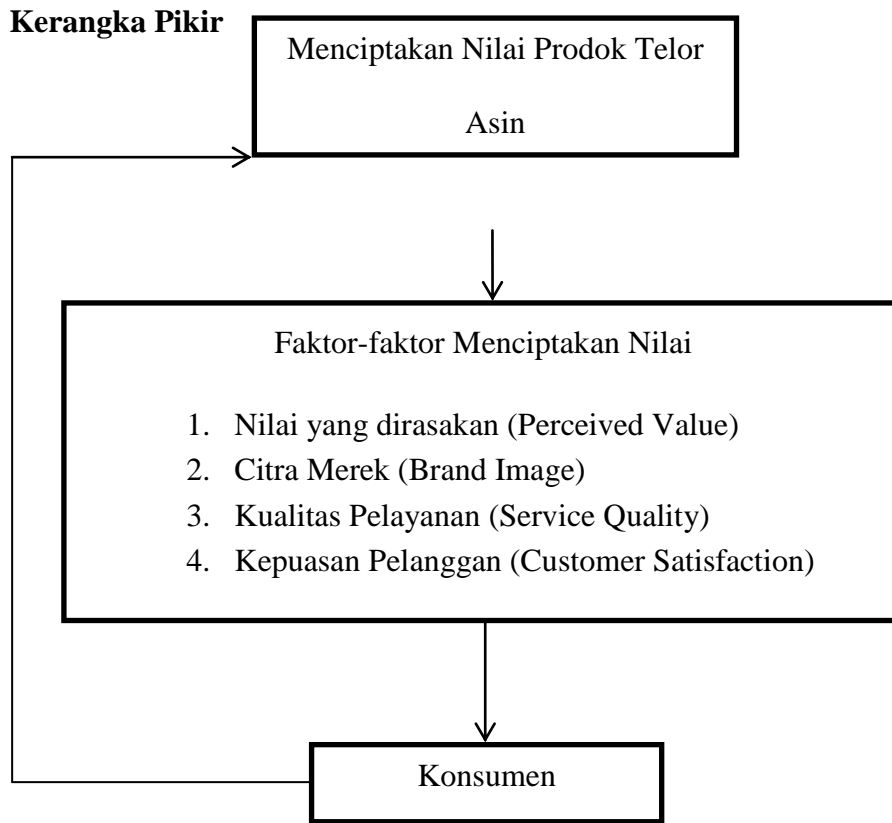 Kerangka Pikir
Menciptakan Nilai Prodok Telor
Asin
Faktor-faktor Menciptakan Nilai
1. Nilai yang dirasakan (Perceived Value)
2. Citra Merek (Brand Image)
3. Kualitas Pelayanan (Service Quality)
4. Kepuasan Pelanggan (Customer Satisfaction)
Konsumen